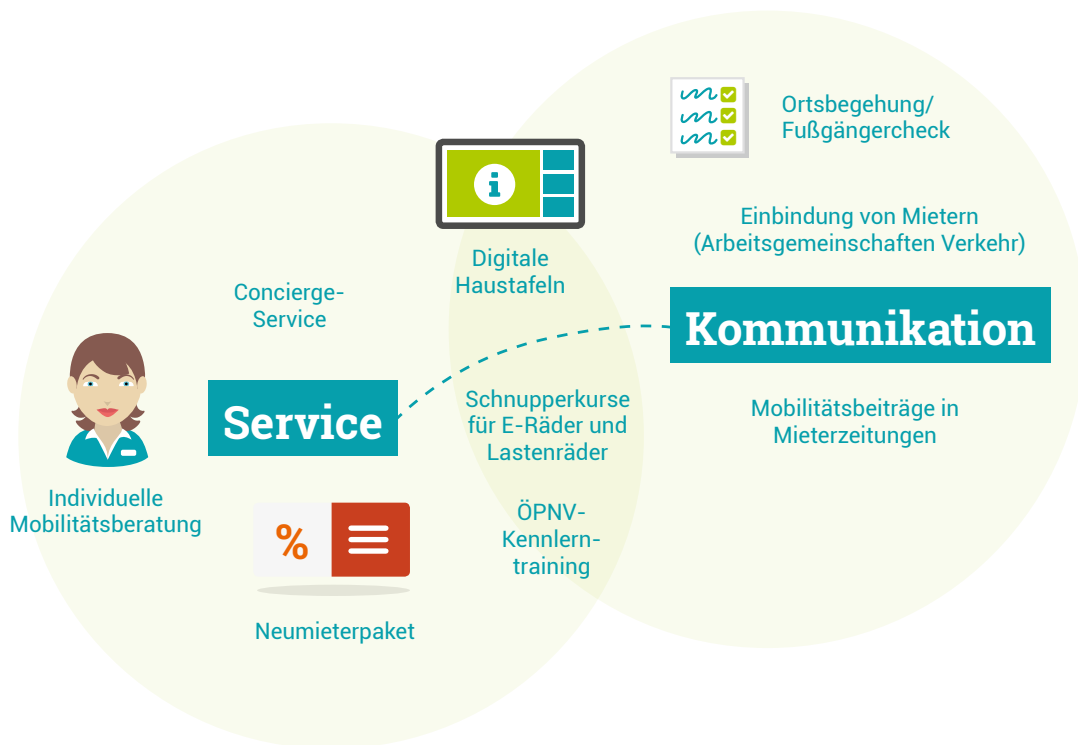 Ortsbegehung/
Fußgängercheck
Einbindung von Mietern
(Arbeitsgemeinschaften Verkehr)
Digitale
Haustafeln
Concierge-
Service
Kommunikation
Service
Schnupperkurse
für E-Räder und
Lastenräder
Mobilitätsbeiträge in
Mieterzeitungen
Individuelle
Mobilitätsberatung
%
ÖPNV-
Kennlern-
training
Neumieterpaket